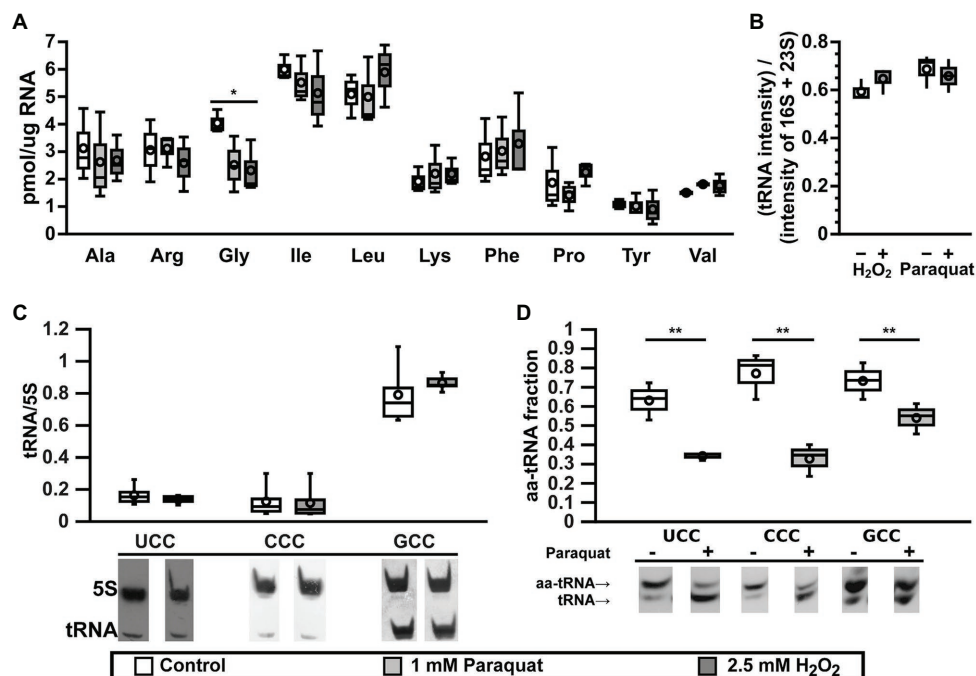 A
pmol/ug RNA
7
6
5
4
3
2
1
0
*
Ala Arg Gly Ile Leu Lys Phe Pro Tyr Val
B
(tRNA intensity) /
(intensity of 16S + 23S)
0.8
0.6
0.4
0.2
0
− + − +
H₂O₂ Paraquat
C
tRNA/5S
1.2
1
0.8
0.6
0.4
0.2
0
UCC CCC GCC
5S
tRNA
D
aa-tRNA fraction
1
0.9
0.8
0.7
0.6
0.5
0.4
0.3
0.2
0.1
0
** ** **
UCC CCC GCC
Paraquat - + - + - +
aa-tRNA→
tRNA→
Control 1 mM Paraquat 2.5 mM H₂O₂